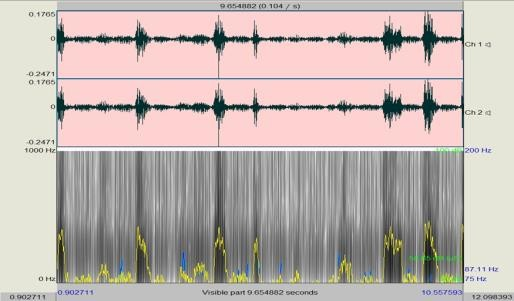 9.654882 (0.104 / s)
0.1765
0
Ch 1
-0.2471
0.1765
0
Ch 2
-0.2471
1000 Hz
200 Hz
87.11 Hz
0 Hz
75 Hz
0.902711
0.902711
Visible part 9.654882 seconds
10.557593
12.098393